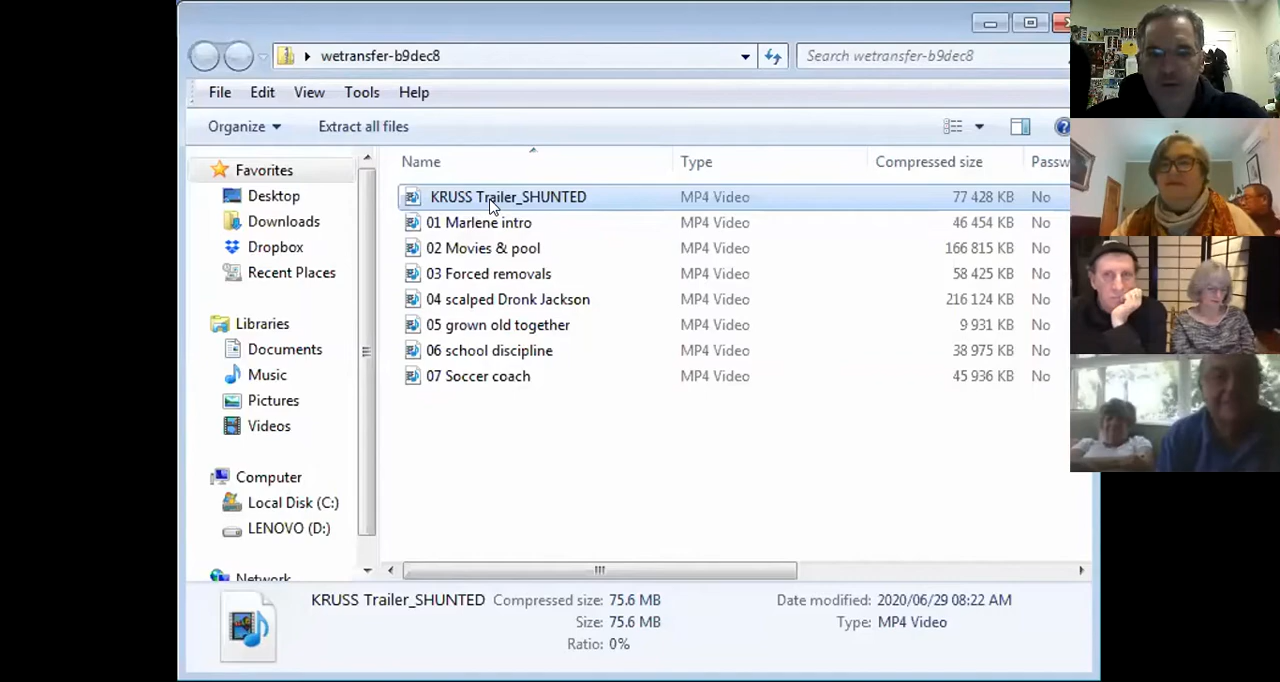 wetransfer-b9dec8
Search wetransfer-b9dec8
File Edit View Tools Help
Organize Extract all files
Name Type Compressed size Passw
KRUSS Trailer_SHUNTED MP4 Video 77 428 KB No
01 Marlene intro MP4 Video 46 454 KB No
02 Movies & pool MP4 Video 166 815 KB No
03 Forced removals MP4 Video 58 425 KB No
04 scalped Dronk Jackson MP4 Video 216 124 KB No
05 grown old together MP4 Video 9 931 KB No
06 school discipline MP4 Video 38 975 KB No
07 Soccer coach MP4 Video 45 936 KB No
Favorites
Desktop
Downloads
Dropbox
Recent Places
Libraries
Documents
Music
Pictures
Videos
Computer
Local Disk (C:)
LENOVO (D:)
Network
KRUSS Trailer_SHUNTED Compressed size: 75.6 MB Date modified: 2020/06/29 08:22 AM
Size: 75.6 MB Type: MP4 Video
Ratio: 0%